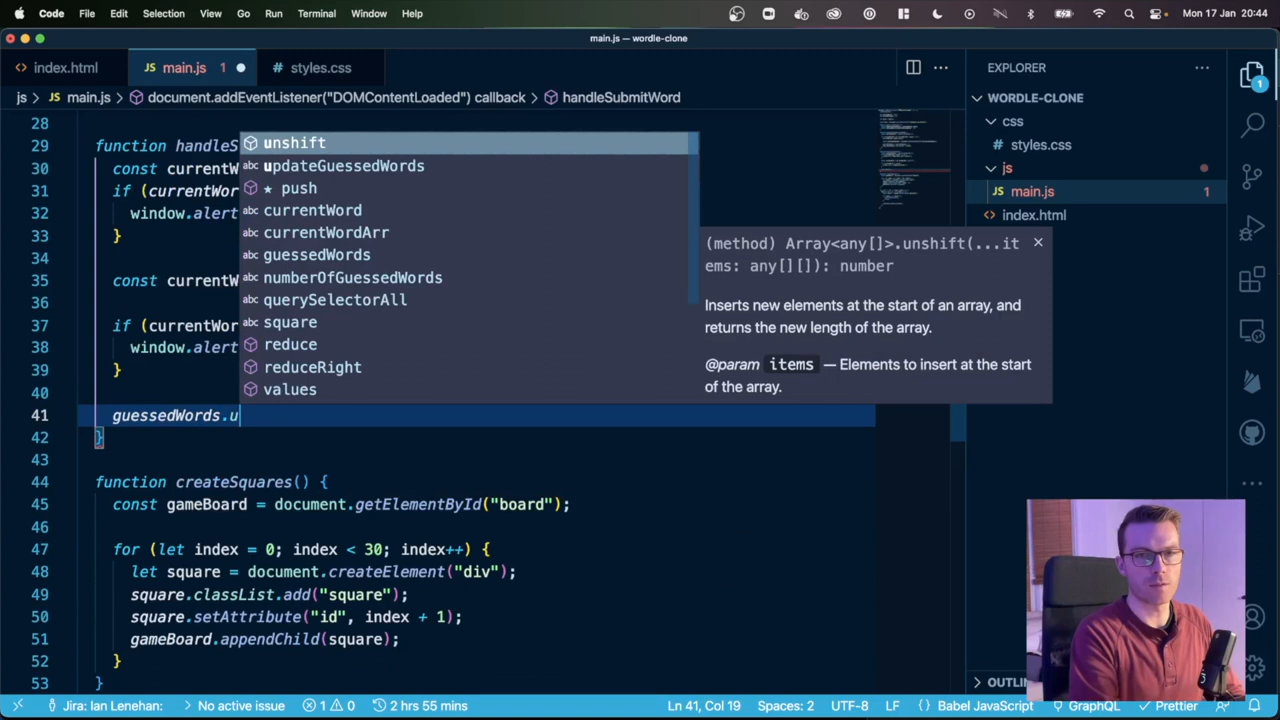 Code File Edit Selection View Go Run Terminal Window Help Mon 17 Jan 20:44
main.js — wordle-clone
index.html JS main.js 1 styles.css EXPLORER
js > JS main.js > document.addEventListener("DOMContentLoaded") callback > handleSubmitWord
WORDLE-CLONE
css
styles.css
js
JS main.js 1
index.html
28
29 function handleS
30 const currentW
31 if (currentWor
32 window.alert
33 }
34
35 const currentW
36
37 if (currentWor
38 window.alert
39 }
40
41 guessedWords.u
42 }
43
44 function createSquares() {
45 const gameBoard = document.getElementById("board");
46
47 for (let index = 0; index < 30; index++) {
48 let square = document.createElement("div");
49 square.classList.add("square");
50 square.setAttribute("id", index + 1);
51 gameBoard.appendChild(square);
52 }
53 }
unshift
abc updateGuessedWords
★ push
abc currentWord
abc currentWordArr
abc guessedWords
abc numberOfGuessedWords
abc querySelectorAll
abc square
reduce
reduceRight
values
(method) Array<any[]>.unshift(...it
ems: any[][]): number
Inserts new elements at the start of an array, and
returns the new length of the array.
@param items — Elements to insert at the start
of the array.
1
OUTLIN
Jira: Ian Lenehan: > No active issue 1 0 2 hrs 55 mins Ln 41, Col 19 Spaces: 2 UTF-8 LF Babel JavaScript GraphQL Prettier